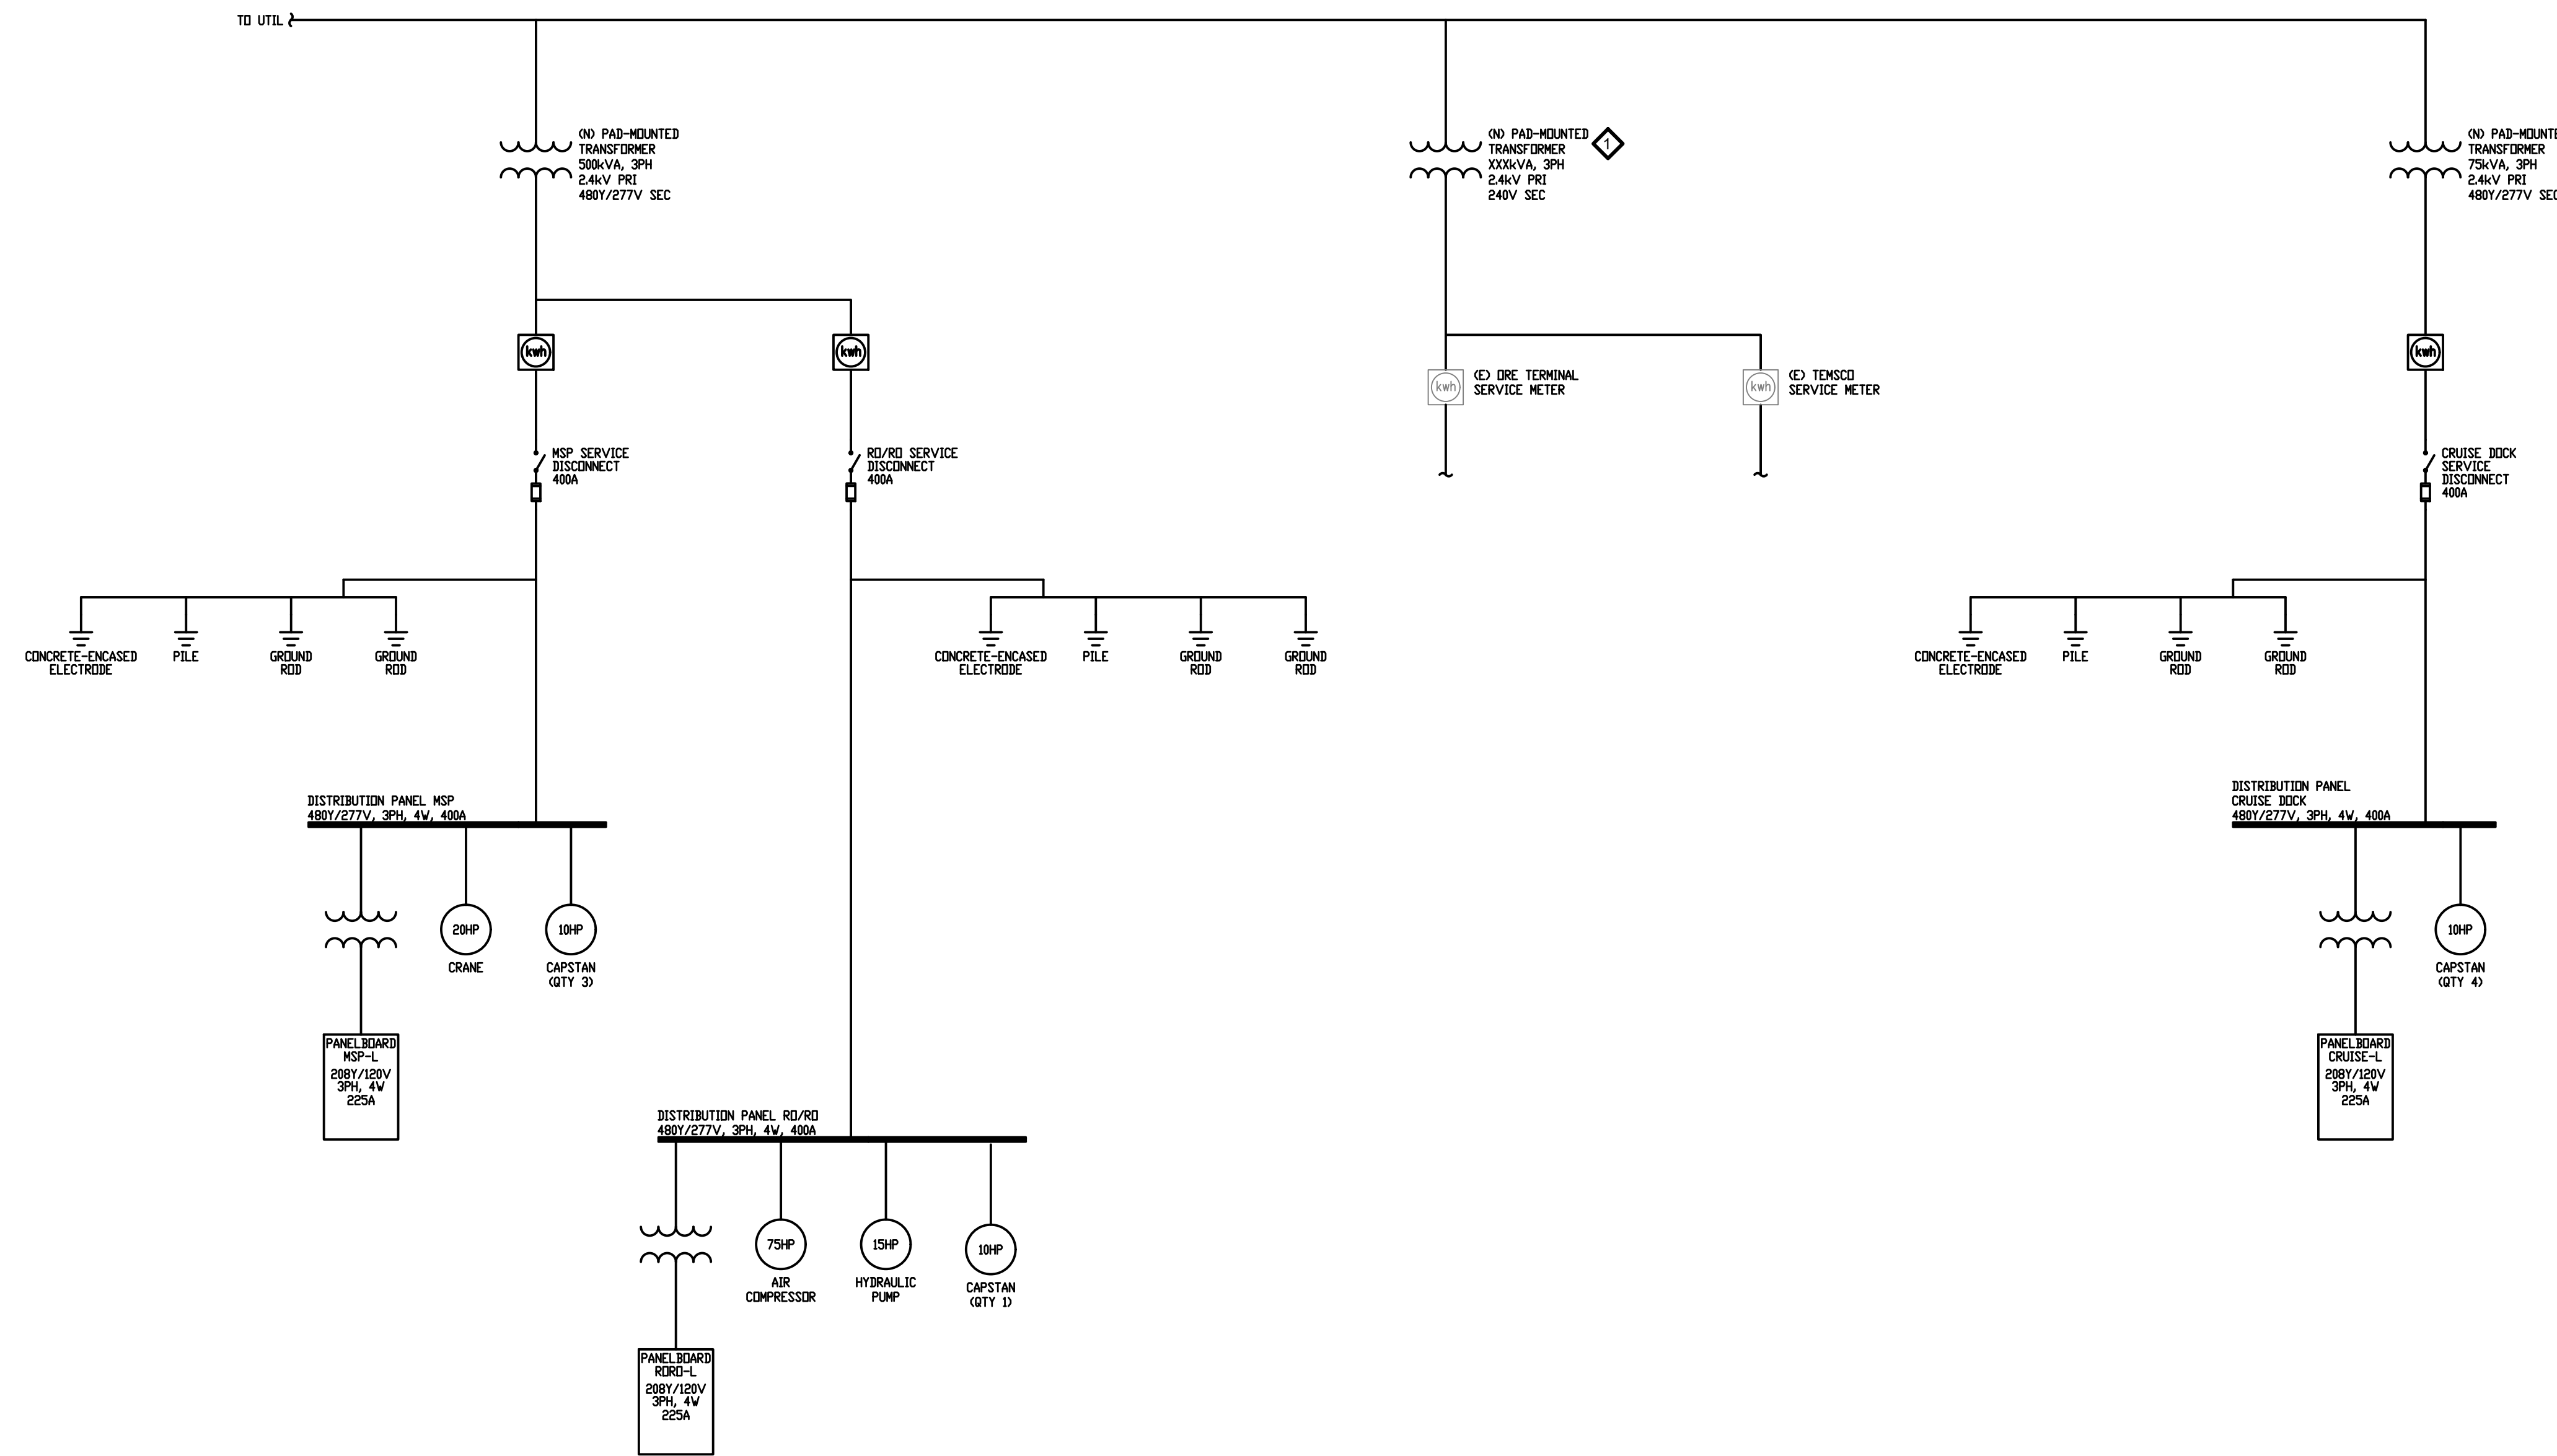 TO UTIL
(N) PAD-MOUNTED
TRANSFORMER
500kVA, 3PH
2.4kV PRI
480Y/277V SEC
(N) PAD-MOUNTED
TRANSFORMER
XXXkVA, 3PH
2.4kV PRI
240V SEC
1
(N) PAD-MOUNTE
TRANSFORMER
75kVA, 3PH
2.4kV PRI
480Y/277V SEC
kwh
kwh
kwh
(E) ORE TERMINAL
SERVICE METER
kwh
(E) TEMSCO
SERVICE METER
kwh
MSP SERVICE
DISCONNECT
400A
RO/RO SERVICE
DISCONNECT
400A
CRUISE DOCK
SERVICE
DISCONNECT
400A
CONCRETE-ENCASED
ELECTRODE
PILE
GROUND
ROD
GROUND
ROD
CONCRETE-ENCASED
ELECTRODE
PILE
GROUND
ROD
GROUND
ROD
CONCRETE-ENCASED
ELECTRODE
PILE
GROUND
ROD
GROUND
ROD
DISTRIBUTION PANEL MSP
480Y/277V, 3PH, 4W, 400A
20HP
CRANE
10HP
CAPSTAN
(QTY 3)
PANELBOARD
MSP-L
208Y/120V
3PH, 4W
225A
DISTRIBUTION PANEL
CRUISE DOCK
480Y/277V, 3PH, 4W, 400A
10HP
CAPSTAN
(QTY 4)
PANELBOARD
CRUISE-L
208Y/120V
3PH, 4W
225A
DISTRIBUTION PANEL RO/RO
480Y/277V, 3PH, 4W, 400A
75HP
AIR
COMPRESSOR
15HP
HYDRAULIC
PUMP
10HP
CAPSTAN
(QTY 1)
PANELBOARD
RORO-L
208Y/120V
3PH, 4W
225A